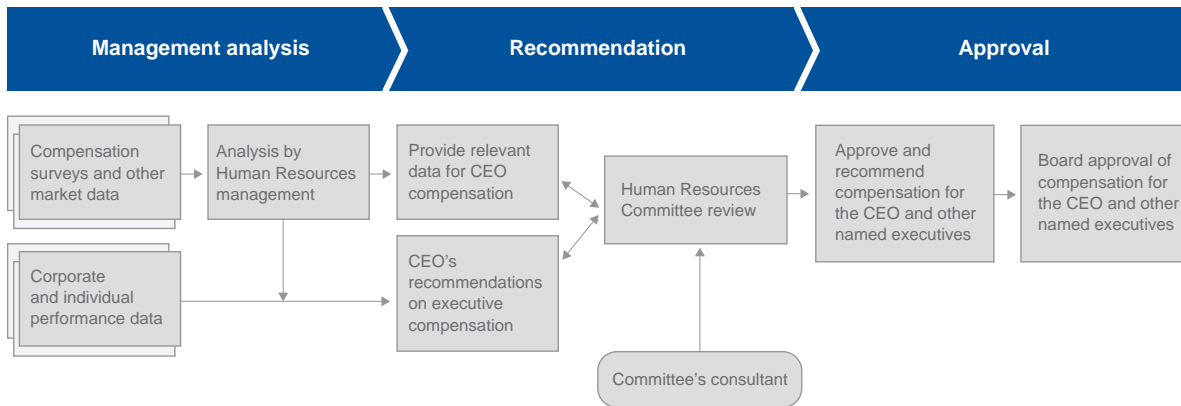 Management analysis
Recommendation
Approval
Compensation
surveys and other
market data
Analysis by
Human Resources
management
Provide relevant
data for CEO
compensation
Human Resources
Committee review
Approve and
recommend
compensation for
the CEO and other
named executives
Board approval of
compensation for
the CEO and other
named executives
Corporate
and individual
performance data
CEO’s
recommendations
on executive
compensation
Committee’s consultant